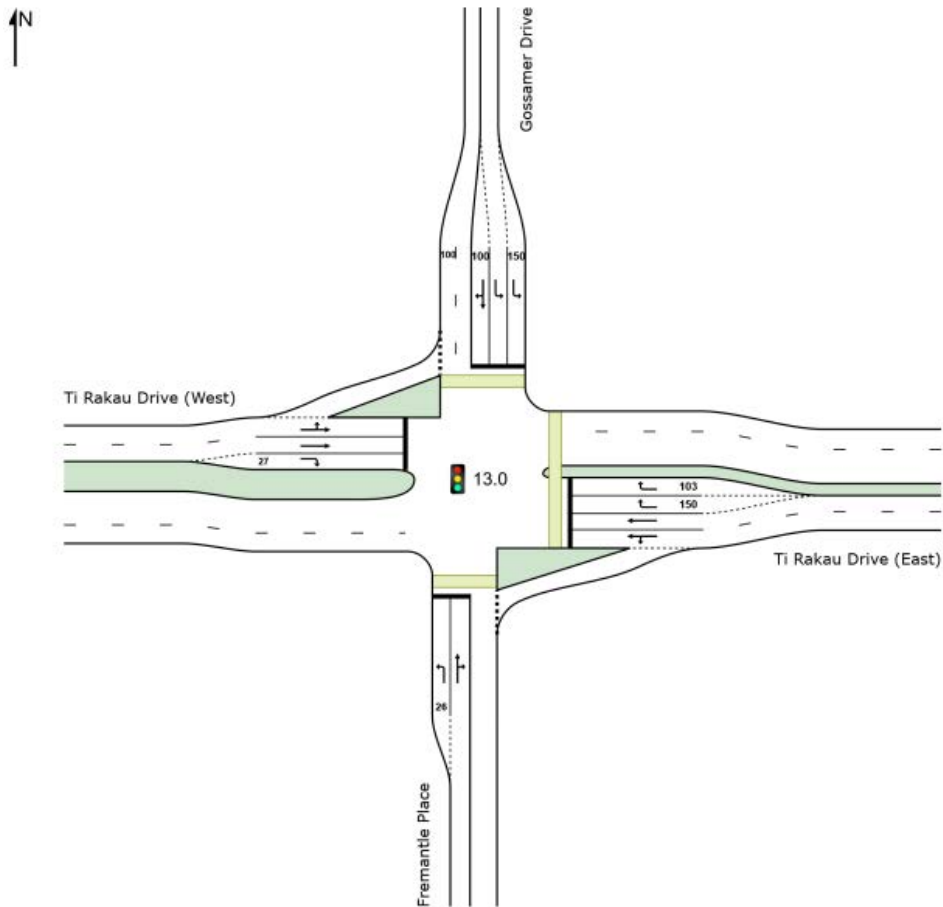 N
Gossamer Drive
100
100
150
Ti Rakau Drive (West)
27
13.0
103
150
Ti Rakau Drive (East)
26
Fremantle Place